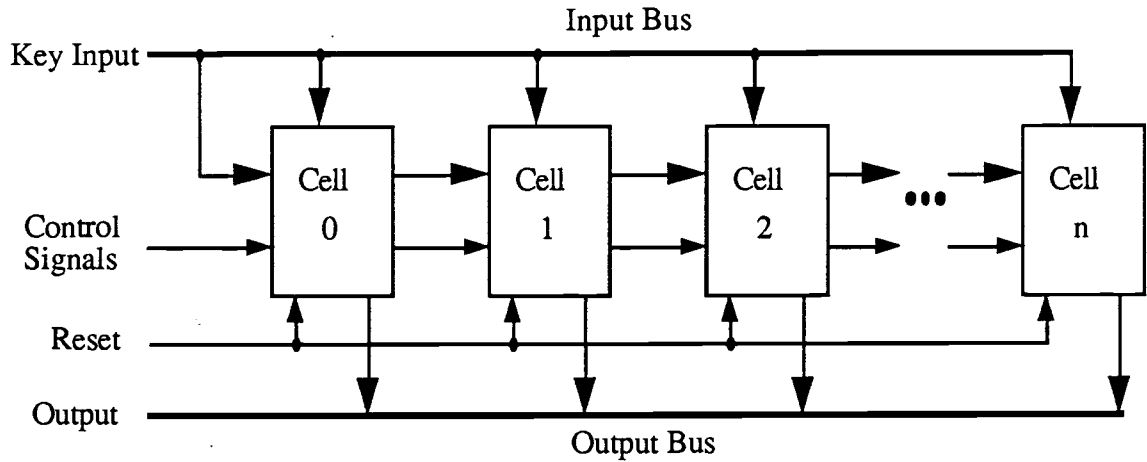 Input Bus
Key Input
Cell
0
Cell
1
Cell
2
Cell
n
Control
Signals
Reset
Output
Output Bus